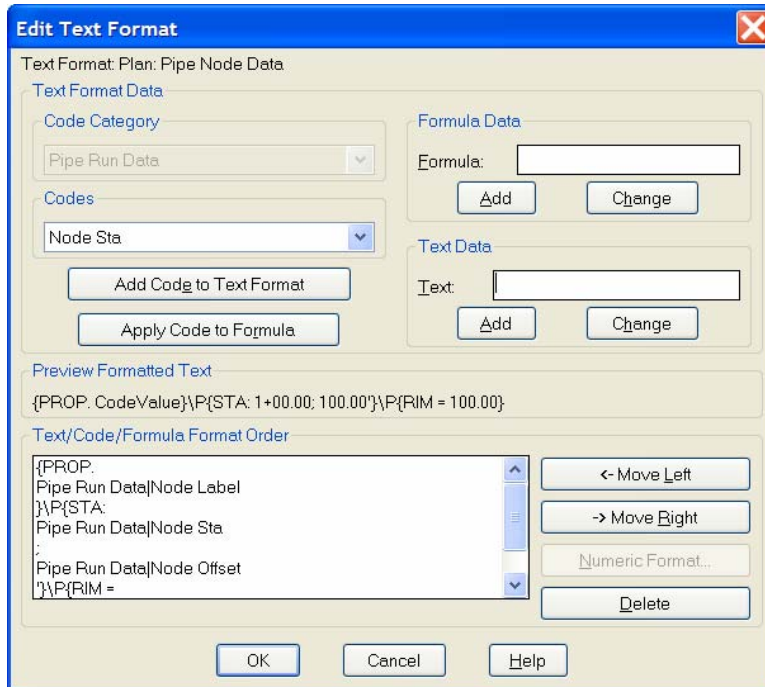 Edit Text Format
Text Format: Plan: Pipe Node Data
Text Format Data
Code Category
Pipe Run Data
Codes
Node Sta
Add Code to Text Format
Apply Code to Formula
Formula Data
Formula:
Add
Change
Text Data
Text:
Add
Change
Preview Formatted Text
{PROP. CodeValue}\P{STA: 1+00.00; 100.00'}\P{RIM = 100.00}
Text/Code/Formula Format Order
{PROP.
Pipe Run Data|Node Label
}\P{STA:
Pipe Run Data|Node Sta
;
Pipe Run Data|Node Offset
'}\P{RIM =
<- Move Left
-> Move Right
Numeric Format...
Delete
OK
Cancel
Help